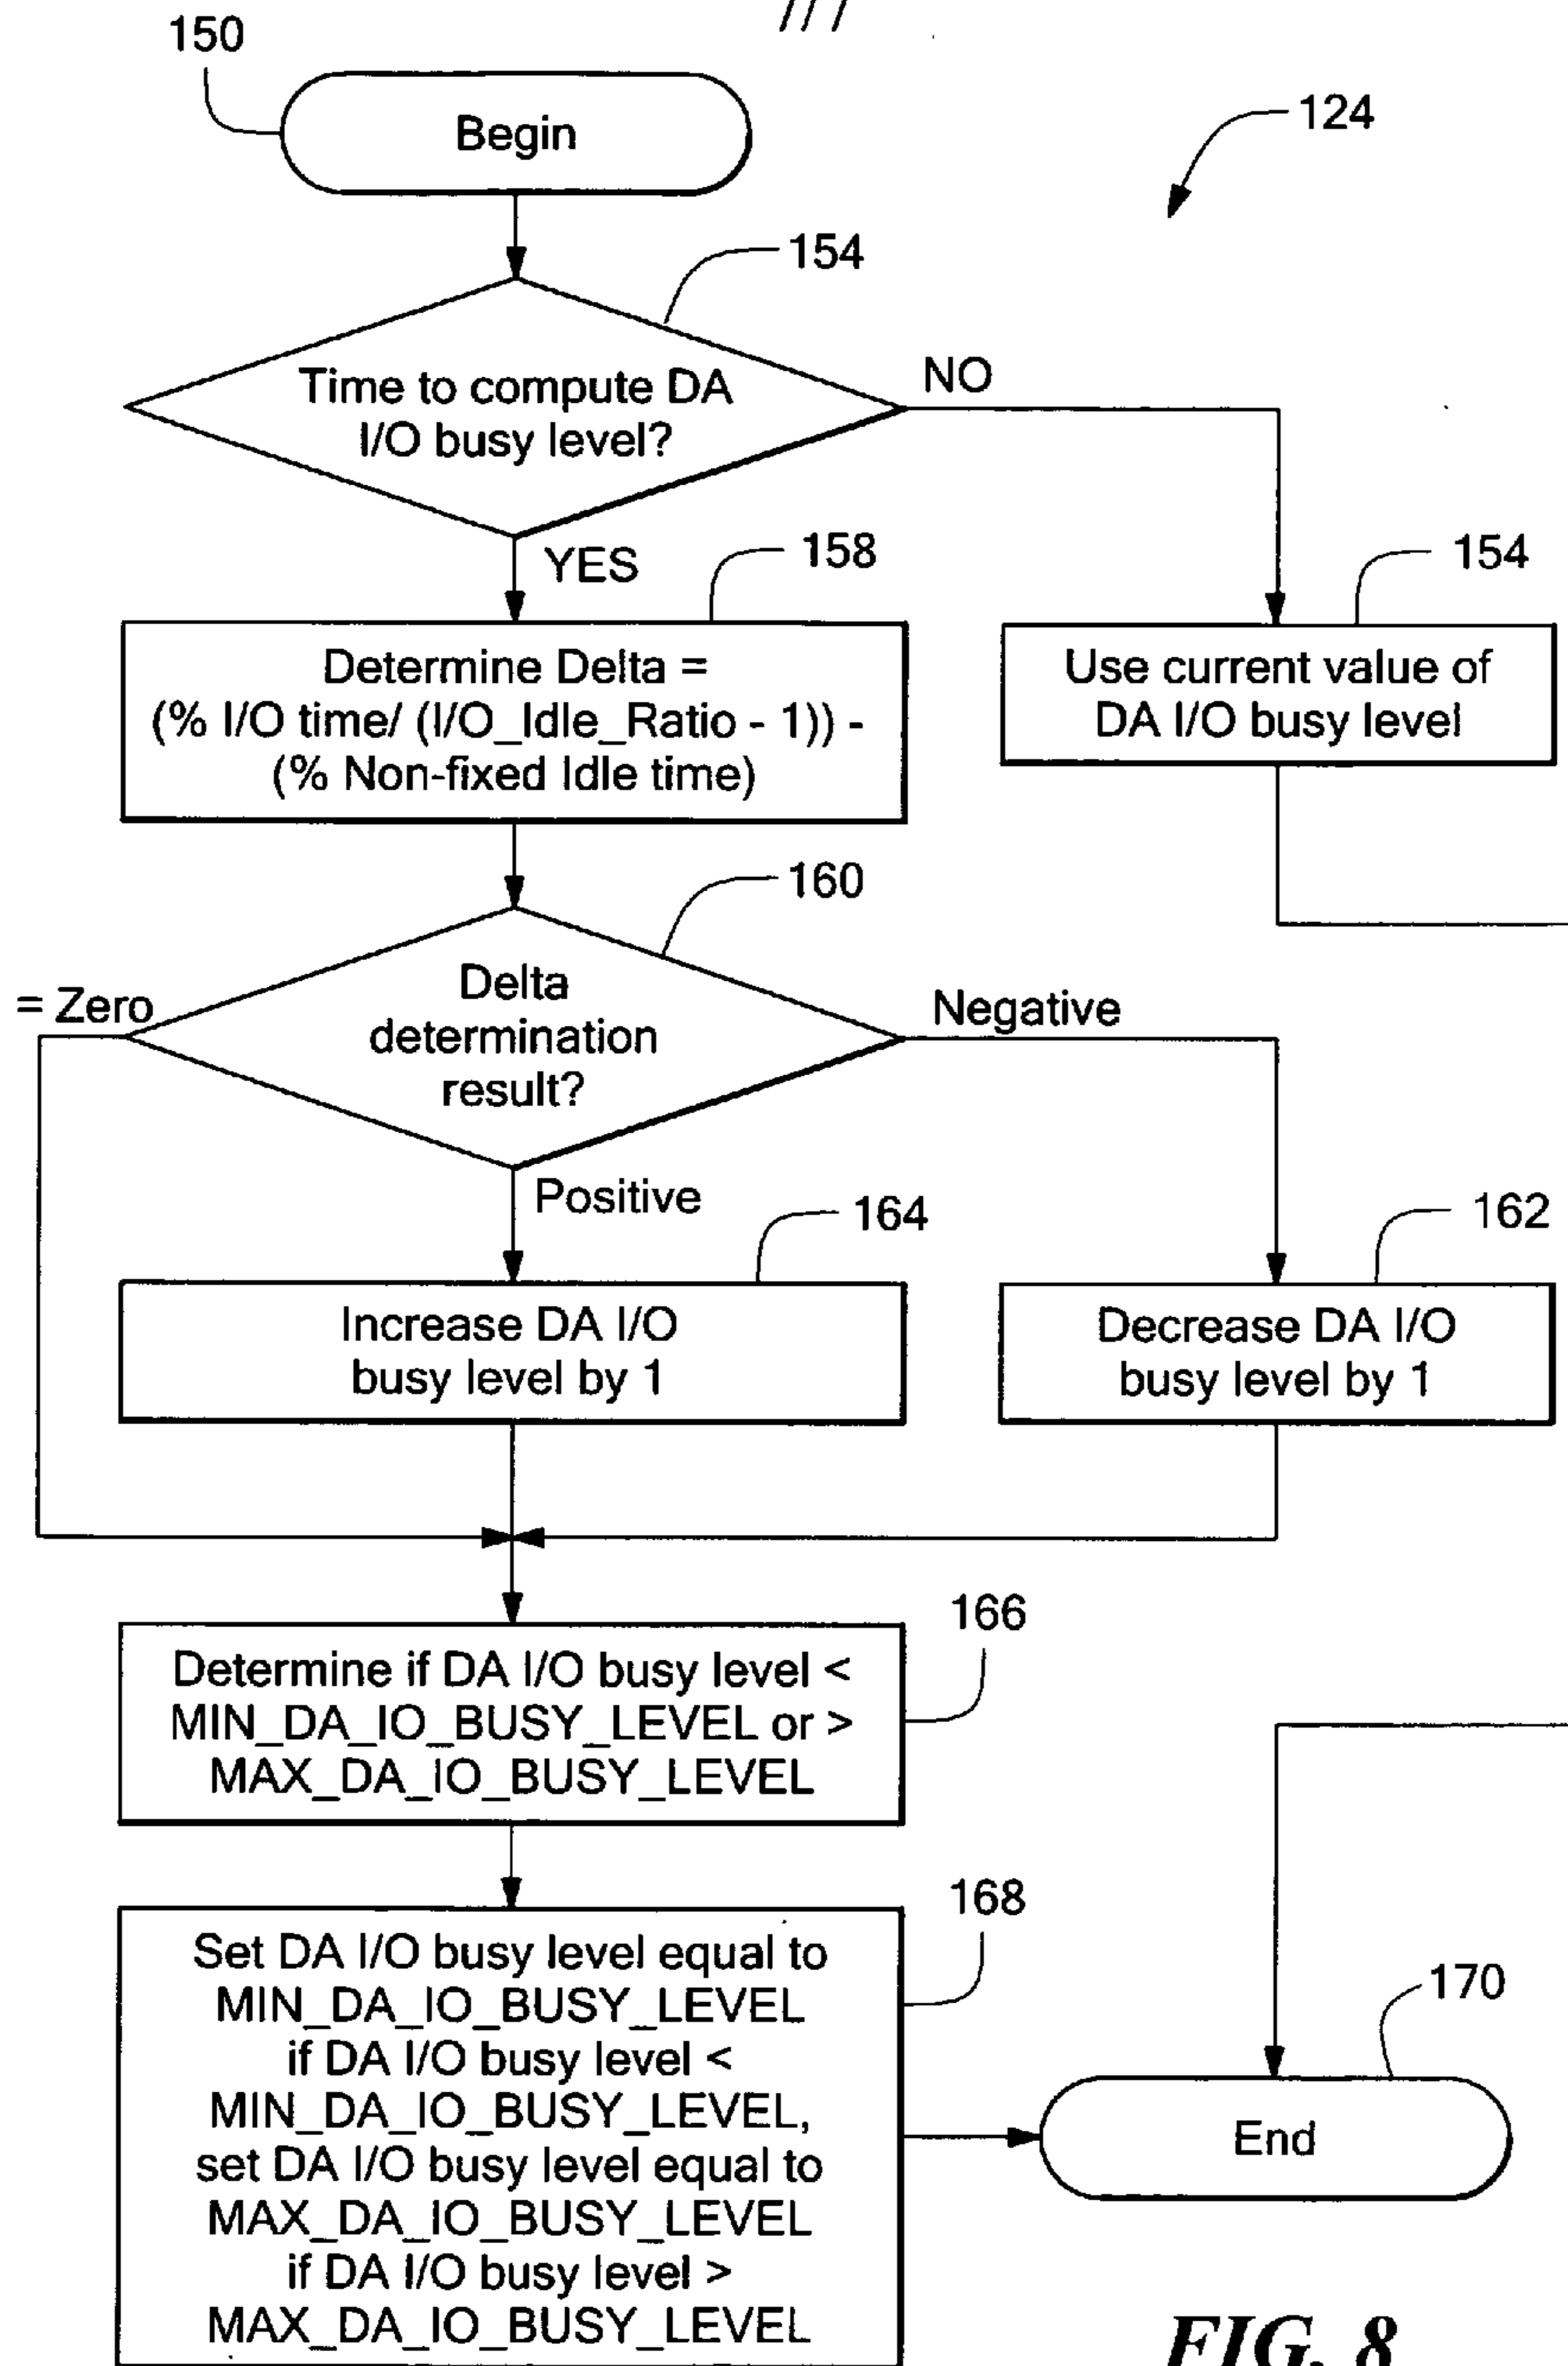 150
Begin
124
154
Time to compute DA
I/O busy level?
NO
YES
158
154
Determine Delta =
(% I/O time/ (I/O_Idle_Ratio - 1)) -
(% Non-fixed Idle time)
Use current value of
DA I/O busy level
160
Delta
determination
result?
= Zero
Negative
Positive
164
162
Increase DA I/O
busy level by 1
Decrease DA I/O
busy level by 1
166
Determine if DA I/O busy level <
MIN_DA_IO_BUSY_LEVEL or >
MAX_DA_IO_BUSY_LEVEL
168
Set DA I/O busy level equal to
MIN_DA_IO_BUSY_LEVEL
if DA I/O busy level <
MIN_DA_IO_BUSY_LEVEL,
set DA I/O busy level equal to
MAX_DA_IO_BUSY_LEVEL
if DA I/O busy level >
MAX_DA_IO_BUSY_LEVEL
170
End
FIG. 8